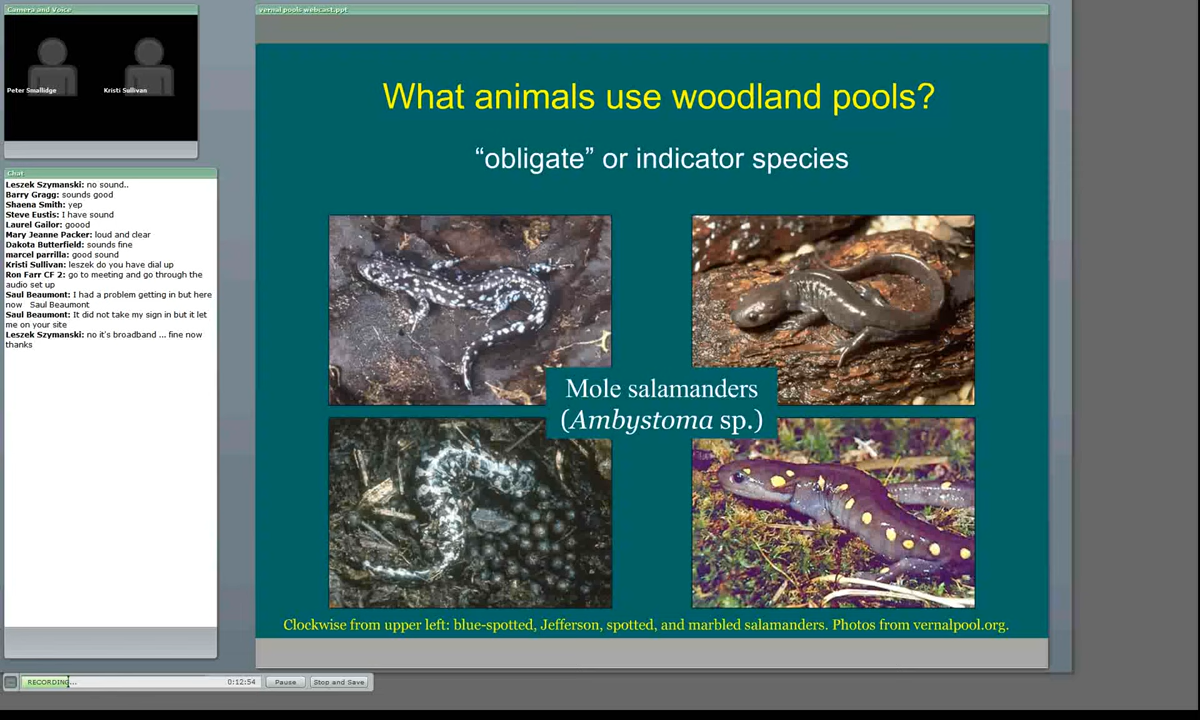 Camera and Voice
Peter Smallidge
Kristi Sullivan
Chat
Leszek Szymanski: no sound..
Barry Gragg: sounds good
Shaena Smith: yep
Steve Eustis: I have sound
Laurel Gailor: goood
Mary Jeanne Packer: loud and clear
Dakota Butterfield: sounds fine
marcel parrilla: good sound
Kristi Sullivan: leszek do you have dial up
Ron Farr CF 2: go to meeting and go through the
audio set up
Saul Beaumont: I had a problem getting in but here
now Saul Beaumont
Saul Beaumont: It did not take my sign in but it let
me on your site
Leszek Szymanski: no it's broadband ... fine now
thanks
vernal pools webcast.ppt
What animals use woodland pools?
“obligate” or indicator species
Mole salamanders
(Ambystoma sp.)
Clockwise from upper left: blue-spotted, Jefferson, spotted, and marbled salamanders. Photos from vernalpool.org.
RECORDING...
0:12:54
Pause
Stop and Save